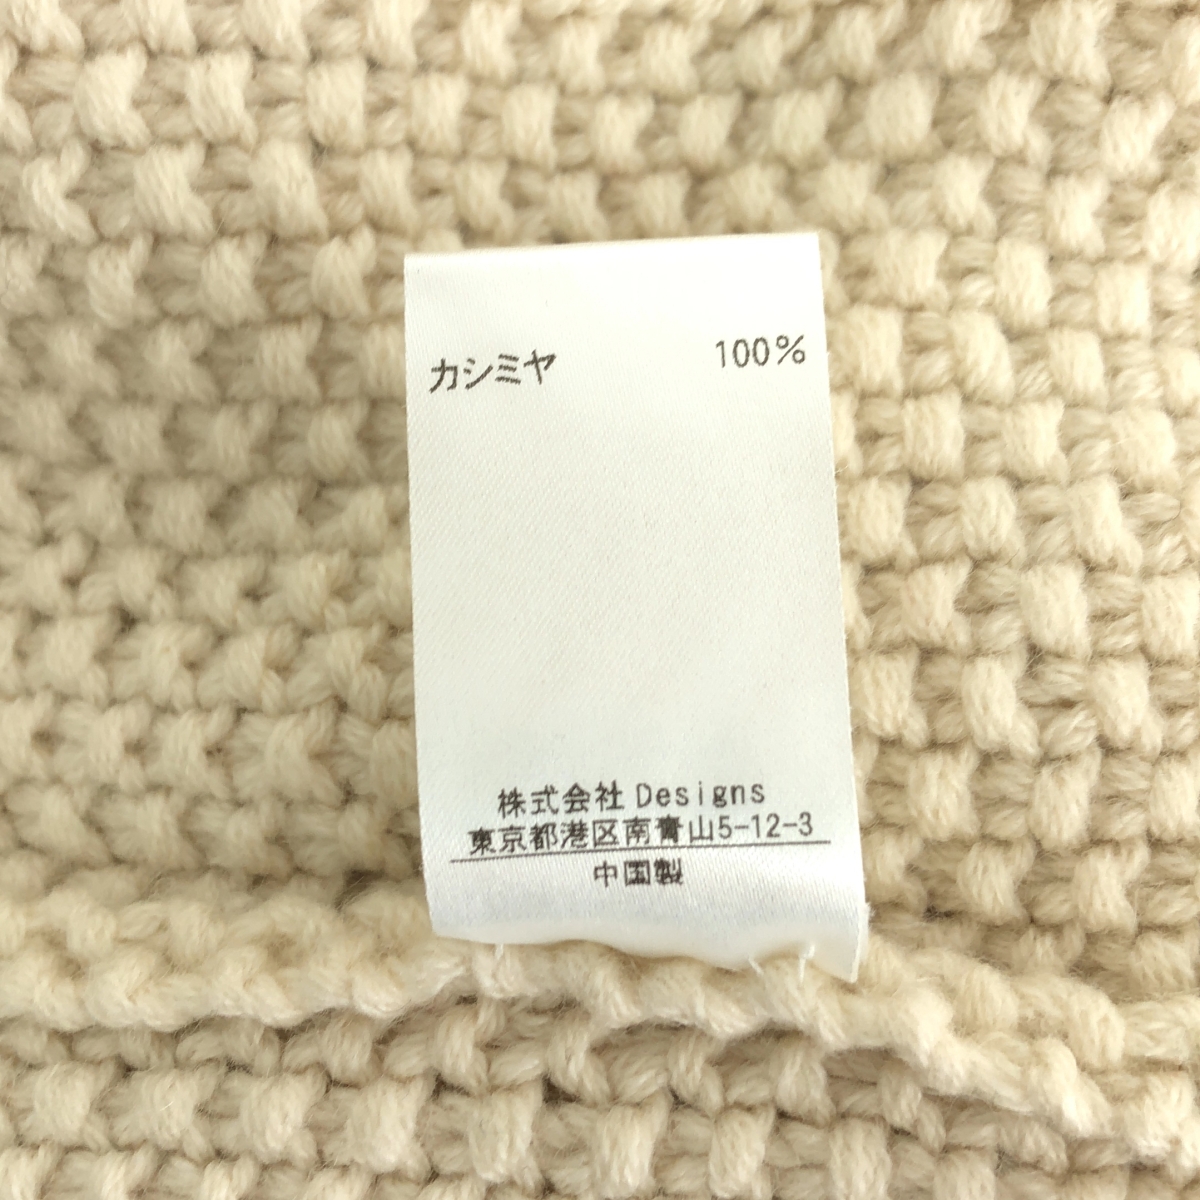 カシミヤ 100%
株式会社 Designs
東京都港区南青山5-12-3
中国製